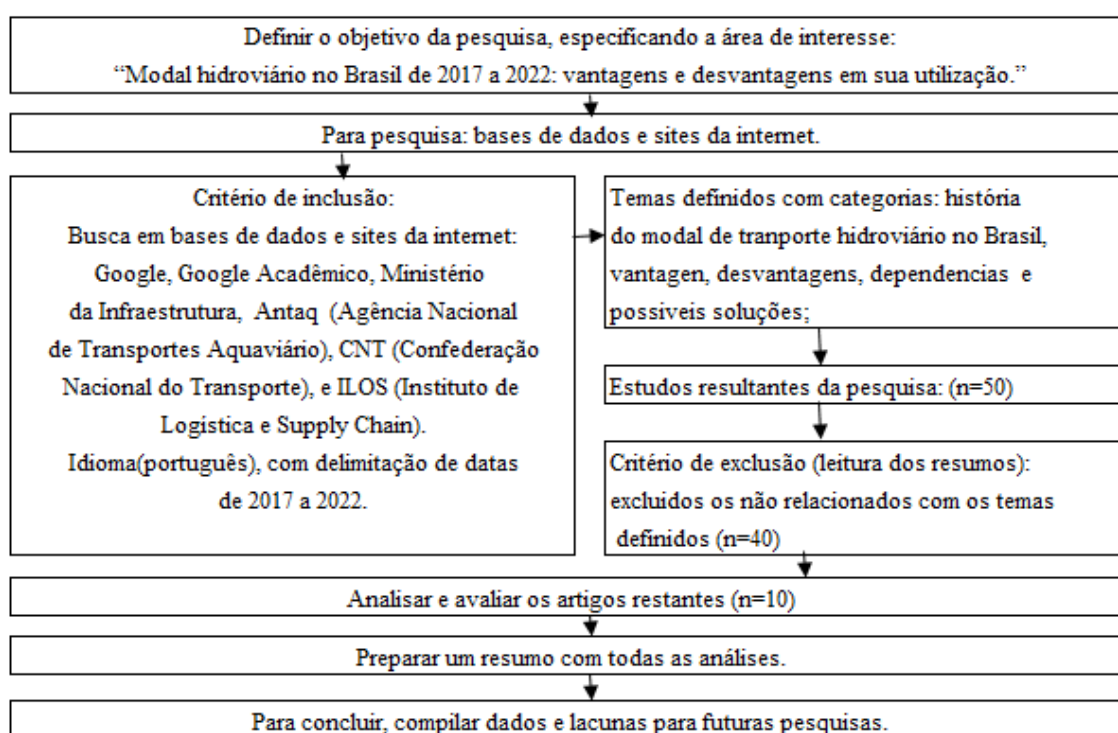 Definir o objetivo da pesquisa, especificando a área de interesse:
“Modal hidroviário no Brasil de 2017 a 2022: vantagens e desvantagens em sua utilização.”
Para pesquisa: bases de dados e sites da internet.
Critério de inclusão:
Busca em bases de dados e sites da internet:
Google, Google Acadêmico, Ministério
da Infraestrutura, Antaq (Agência Nacional
de Transportes Aquaviário), CNT (Confederação
Nacional do Transporte), e ILOS (Instituto de
Logística e Supply Chain).
Idioma(português), com delimitação de datas
de 2017 a 2022.
Temas definidos com categorias: história
do modal de tranporte hidroviário no Brasil,
vantagen, desvantagens, dependencias e
possiveis soluções;
Estudos resultantes da pesquisa: (n=50)
Critério de exclusão (leitura dos resumos):
excluidos os não relacionados com os temas
definidos (n=40)
Analisar e avaliar os artigos restantes (n=10)
Preparar um resumo com todas as análises.
Para concluir, compilar dados e lacunas para futuras pesquisas.